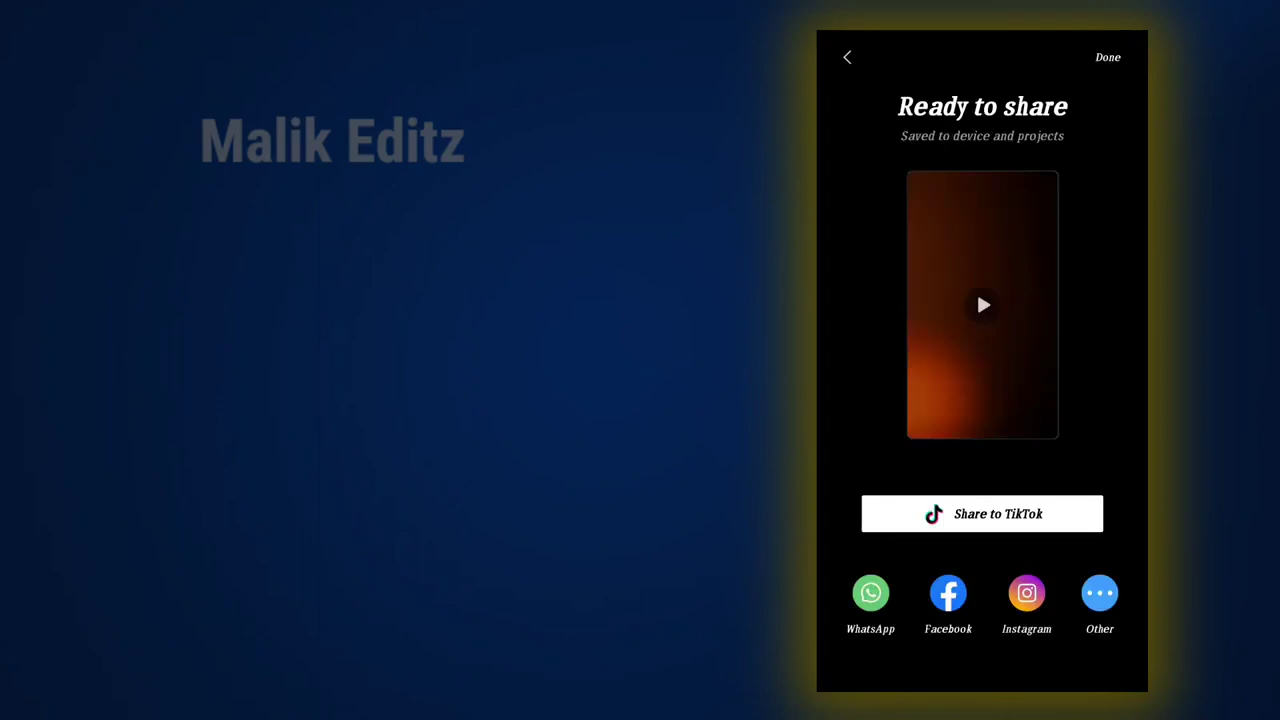 Malik Editz
Done
Ready to share
Saved to device and projects
Share to TikTok
WhatsApp
Facebook
Instagram
Other